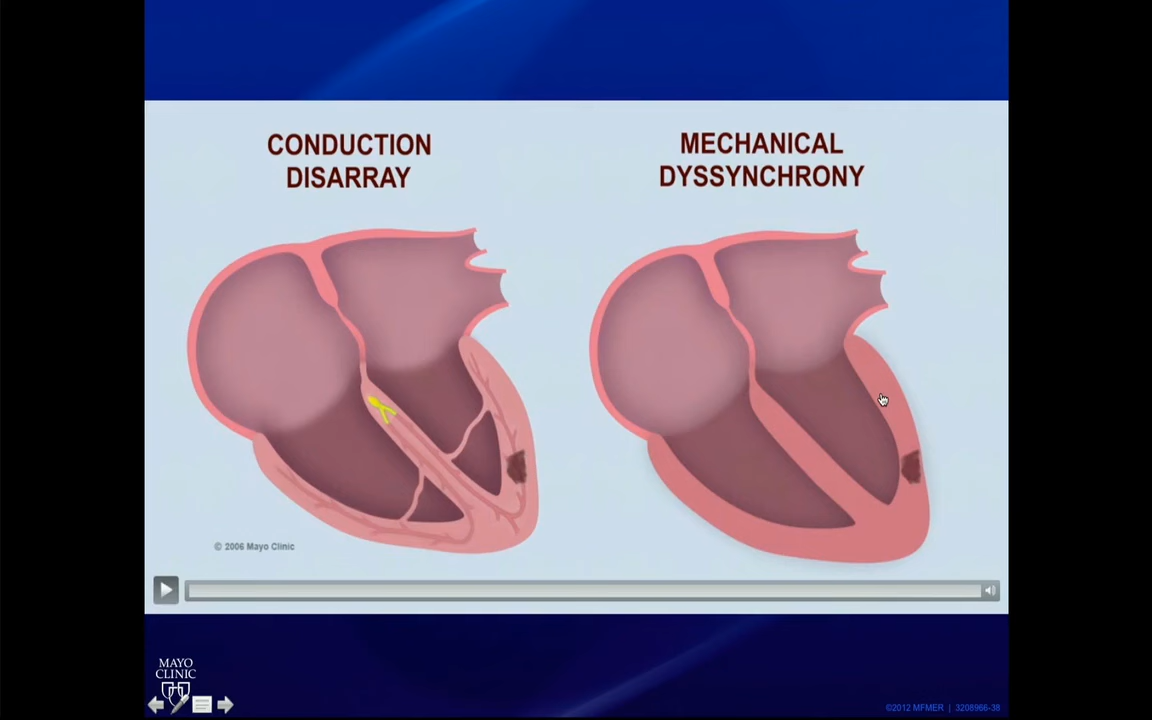 CONDUCTION
DISARRAY
MECHANICAL
DYSSYNCHRONY
© 2006 Mayo Clinic
MAYO
CLINIC
©2012 MFMER | 3208966-38